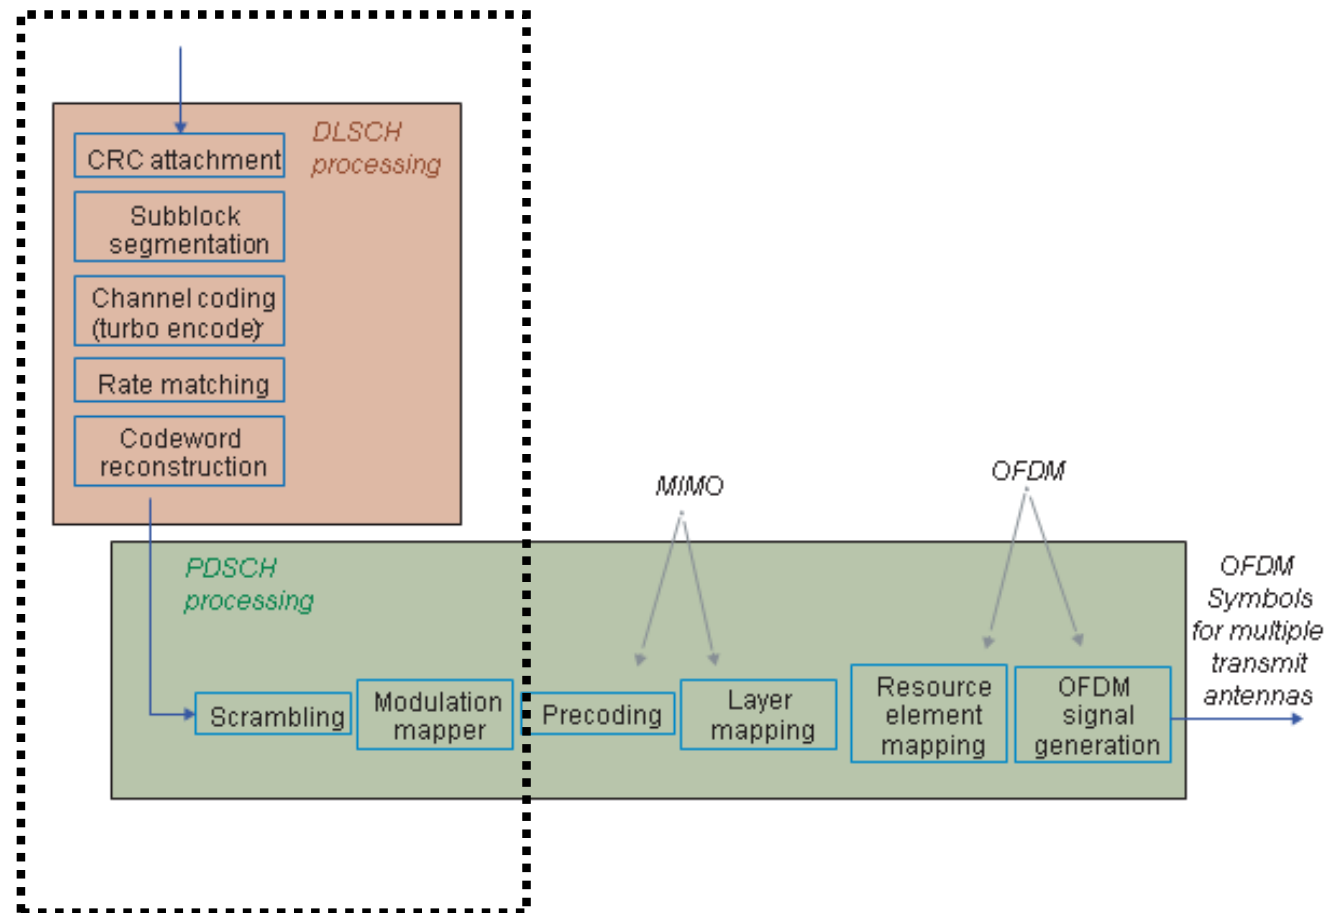 DLSCH
processing
CRC attachment
Subblock
segmentation
Channel coding
(turbo encoder)
Rate matching
Codeword
reconstruction
MIMO
OFDM
PDSCH
processing
Scrambling
Modulation
mapper
Precoding
Layer
mapping
Resource
element
mapping
OFDM
signal
generation
OFDM
Symbols
for multiple
transmit
antennas